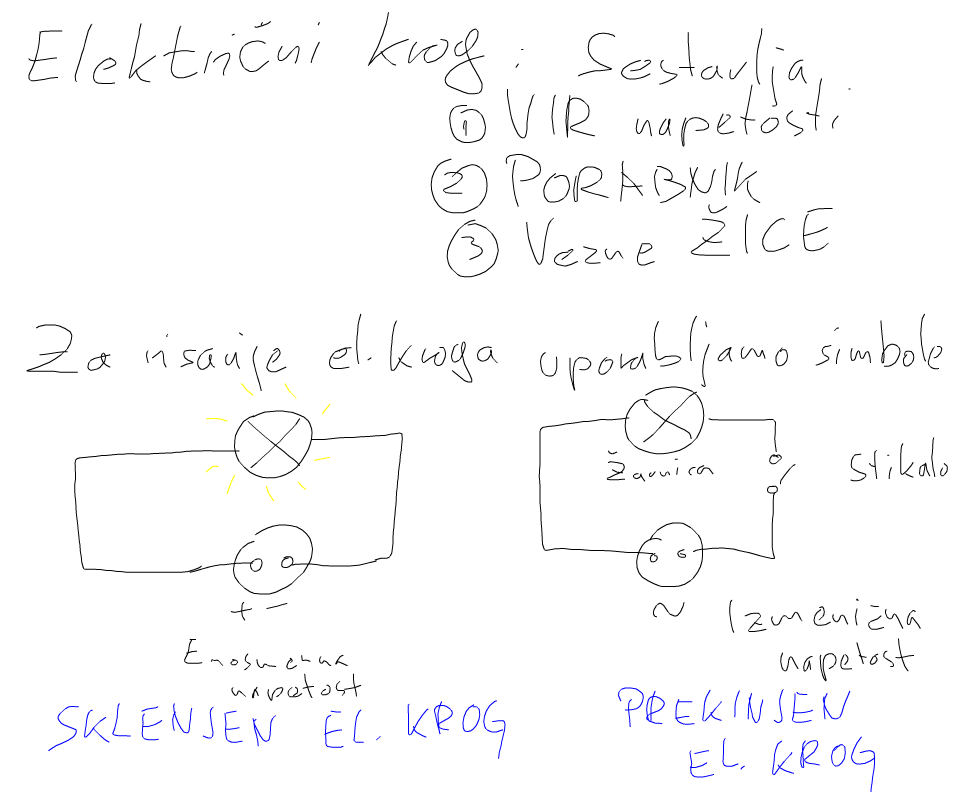 Električni krog : Sestavlja
① VIR napetosti
② PORABNIK
③ Vezne ŽICE
Za risanje el. kroga uporabljamo simbole
Žarnica
stikalo
+ -
~
Enosmerna
napetost
Izmenična
napetost
SKLENJEN EL. KROG
PREKINJEN
EL. KROG